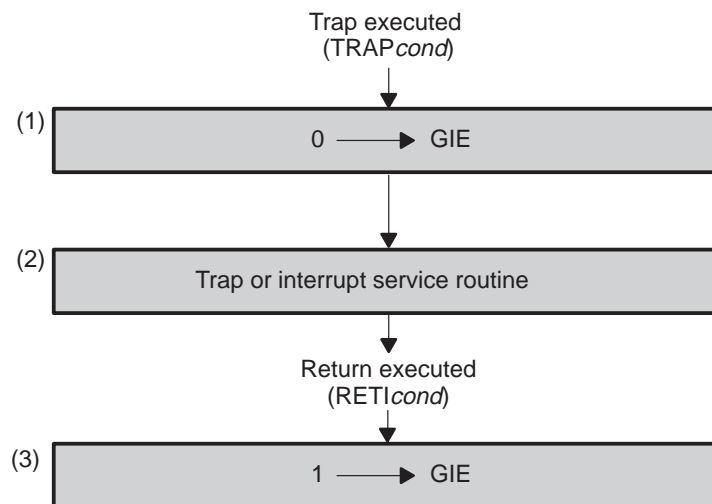 Trap executed
(TRAPcond)
(1)
0 GIE
(2)
Trap or interrupt service routine
Return executed
(RETIcond)
(3)
1 GIE